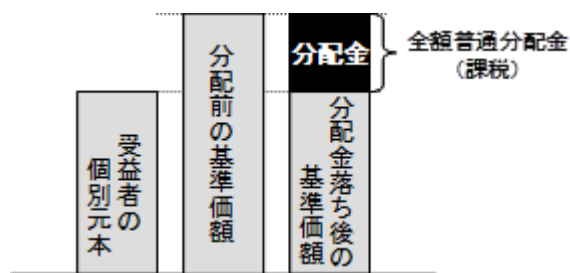 受益者の
個別元本
分配前の基準価額
分配金
分配金落ち後の
基準価額
全額普通分配金
(課税)